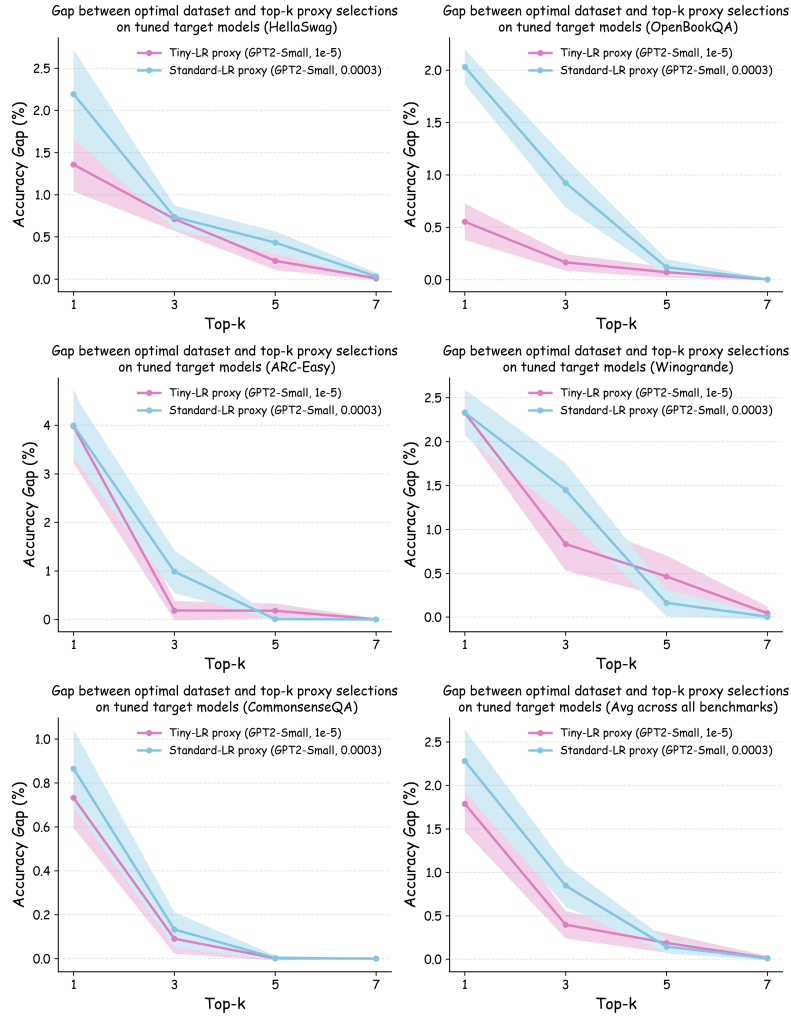 Gap between optimal dataset and top-k proxy selections
on tuned target models (HellaSwag)
Tiny-LR proxy (GPT2-Small, 1e-5)
Standard-LR proxy (GPT2-Small, 0.0003)
Accuracy Gap (%)
2.5
2.0
1.5
1.0
0.5
0.0
1 3 5 7
Top-k
Gap between optimal dataset and top-k proxy selections
on tuned target models (OpenBookQA)
Tiny-LR proxy (GPT2-Small, 1e-5)
Standard-LR proxy (GPT2-Small, 0.0003)
Accuracy Gap (%)
2.0
1.5
1.0
0.5
0.0
1 3 5 7
Top-k
Gap between optimal dataset and top-k proxy selections
on tuned target models (ARC-Easy)
Tiny-LR proxy (GPT2-Small, 1e-5)
Standard-LR proxy (GPT2-Small, 0.0003)
Accuracy Gap (%)
4
3
2
1
0
1 3 5 7
Top-k
Gap between optimal dataset and top-k proxy selections
on tuned target models (Winogrande)
Tiny-LR proxy (GPT2-Small, 1e-5)
Standard-LR proxy (GPT2-Small, 0.0003)
Accuracy Gap (%)
2.5
2.0
1.5
1.0
0.5
0.0
1 3 5 7
Top-k
Gap between optimal dataset and top-k proxy selections
on tuned target models (CommonsenseQA)
Tiny-LR proxy (GPT2-Small, 1e-5)
Standard-LR proxy (GPT2-Small, 0.0003)
Accuracy Gap (%)
1.0
0.8
0.6
0.4
0.2
0.0
1 3 5 7
Top-k
Gap between optimal dataset and top-k proxy selections
on tuned target models (Avg across all benchmarks)
Tiny-LR proxy (GPT2-Small, 1e-5)
Standard-LR proxy (GPT2-Small, 0.0003)
Accuracy Gap (%)
2.5
2.0
1.5
1.0
0.5
0.0
1 3 5 7
Top-k